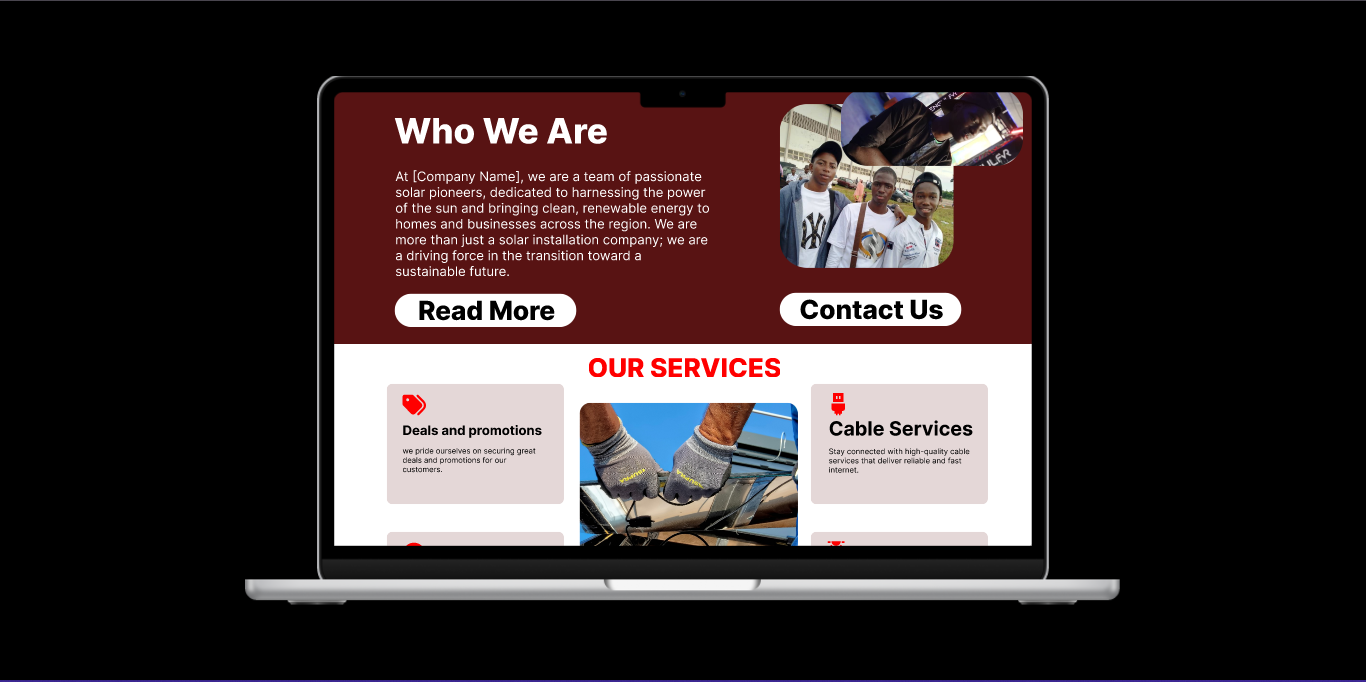 Who We Are
At [Company Name], we are a team of passionate
solar pioneers, dedicated to harnessing the power
of the sun and bringing clean, renewable energy to
homes and businesses across the region. We are
more than just a solar installation company; we are
a driving force in the transition toward a
sustainable future.
Read More
Contact Us
OUR SERVICES
Deals and promotions
we pride ourselves on securing great
deals and promotions for our
customers.
Cable Services
Stay connected with high-quality cable
services that deliver reliable and fast
internet.